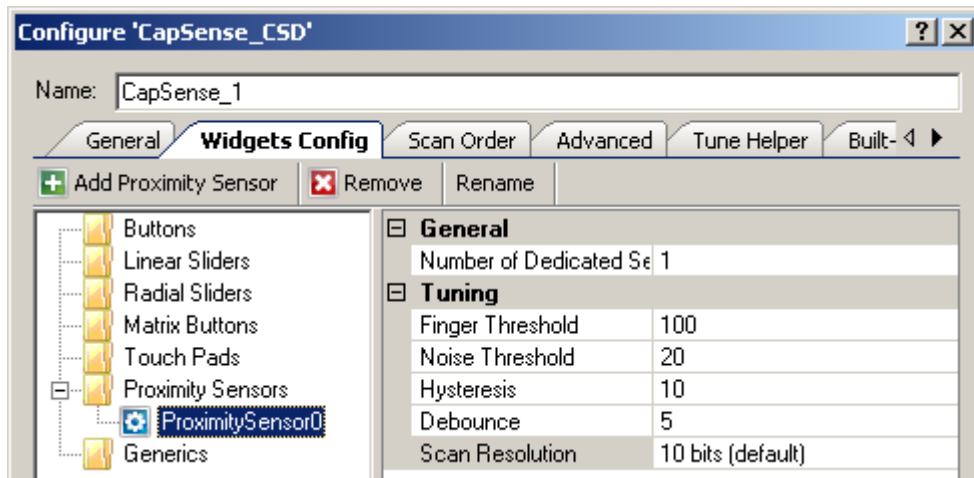 Configure 'CapSense_CSD'
Name: CapSense_1
General Widgets Config Scan Order Advanced Tune Helper Built-
Add Proximity Sensor Remove Rename
Buttons
Linear Sliders
Radial Sliders
Matrix Buttons
Touch Pads
Proximity Sensors
ProximitySensor0
Generics
General
Number of Dedicated Se 1
Tuning
Finger Threshold 100
Noise Threshold 20
Hysteresis 10
Debounce 5
Scan Resolution 10 bits (default)